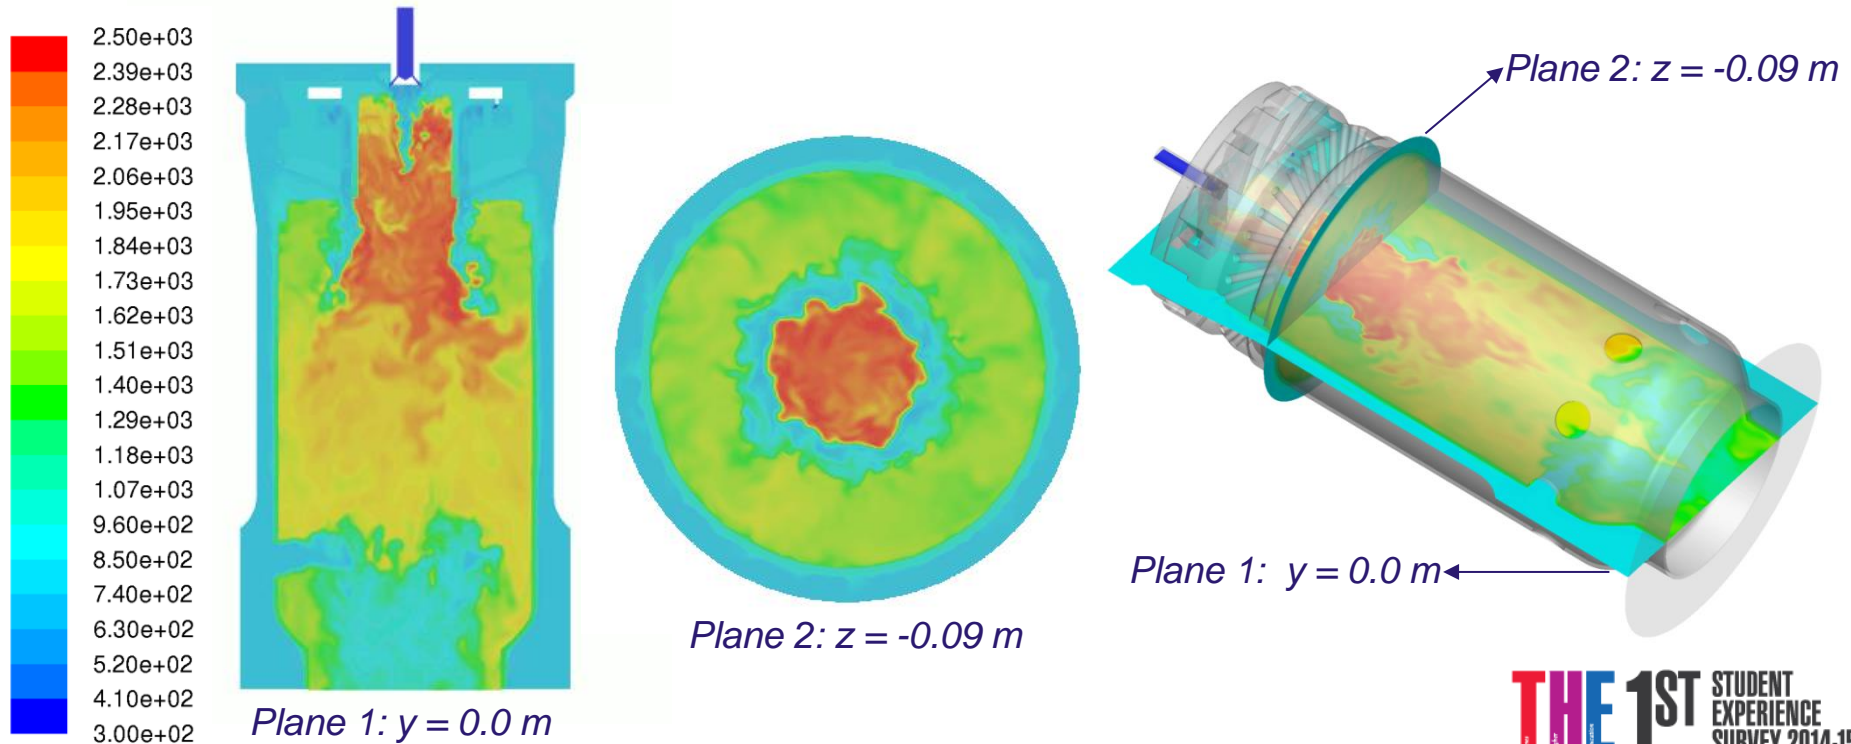 2.50e+03
2.39e+03
2.28e+03
2.17e+03
2.06e+03
1.95e+03
1.84e+03
1.73e+03
1.62e+03
1.51e+03
1.40e+03
1.29e+03
1.18e+03
1.07e+03
9.60e+02
8.50e+02
7.40e+02
6.30e+02
5.20e+02
4.10e+02
3.00e+02
Plane 1: y = 0.0 m
Plane 2: z = -0.09 m
Plane 2: z = -0.09 m
Plane 1: y = 0.0 m
THE 1ST STUDENT
EXPERIENCE
SURVEY 2014-15